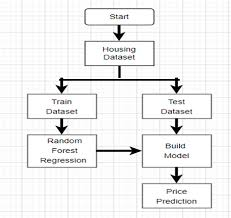 Start
Housing
Dataset
Train
Dataset
Test
Dataset
Random
Forest
Regression
Build
Model
Price
Prediction